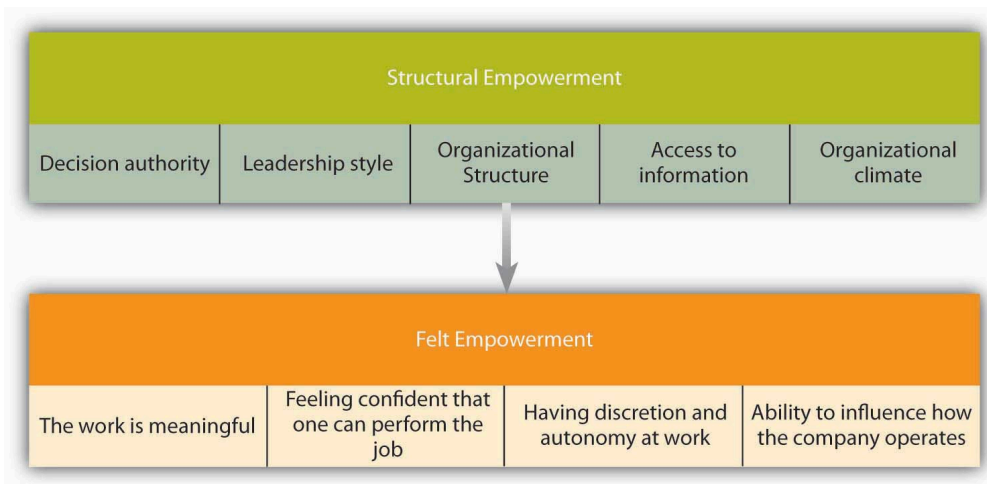 Structural Empowerment
Decision authority
Leadership style
Organizational
Structure
Access to
information
Organizational
climate
Felt Empowerment
The work is meaningful
Feeling confident that
one can perform the
job
Having discretion and
autonomy at work
Ability to influence how
the company operates